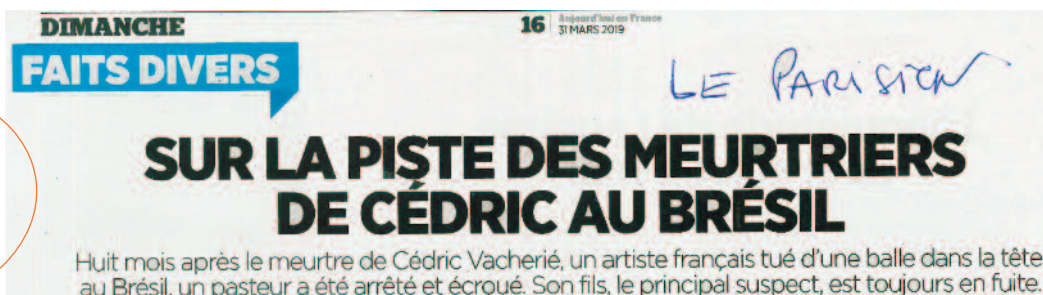 DIMANCHE
16 Aujourd'hui en France
31 MARS 2019
FAITS DIVERS
LE PARISIEN
SUR LA PISTE DES MEURTRIERS
DE CÉDRIC AU BRÉSIL
Huit mois après le meurtre de Cédric Vacherié, un artiste français tué d'une balle dans la tête
au Brésil, un pasteur a été arrêté et écroué. Son fils, le principal suspect, est toujours en fuite.